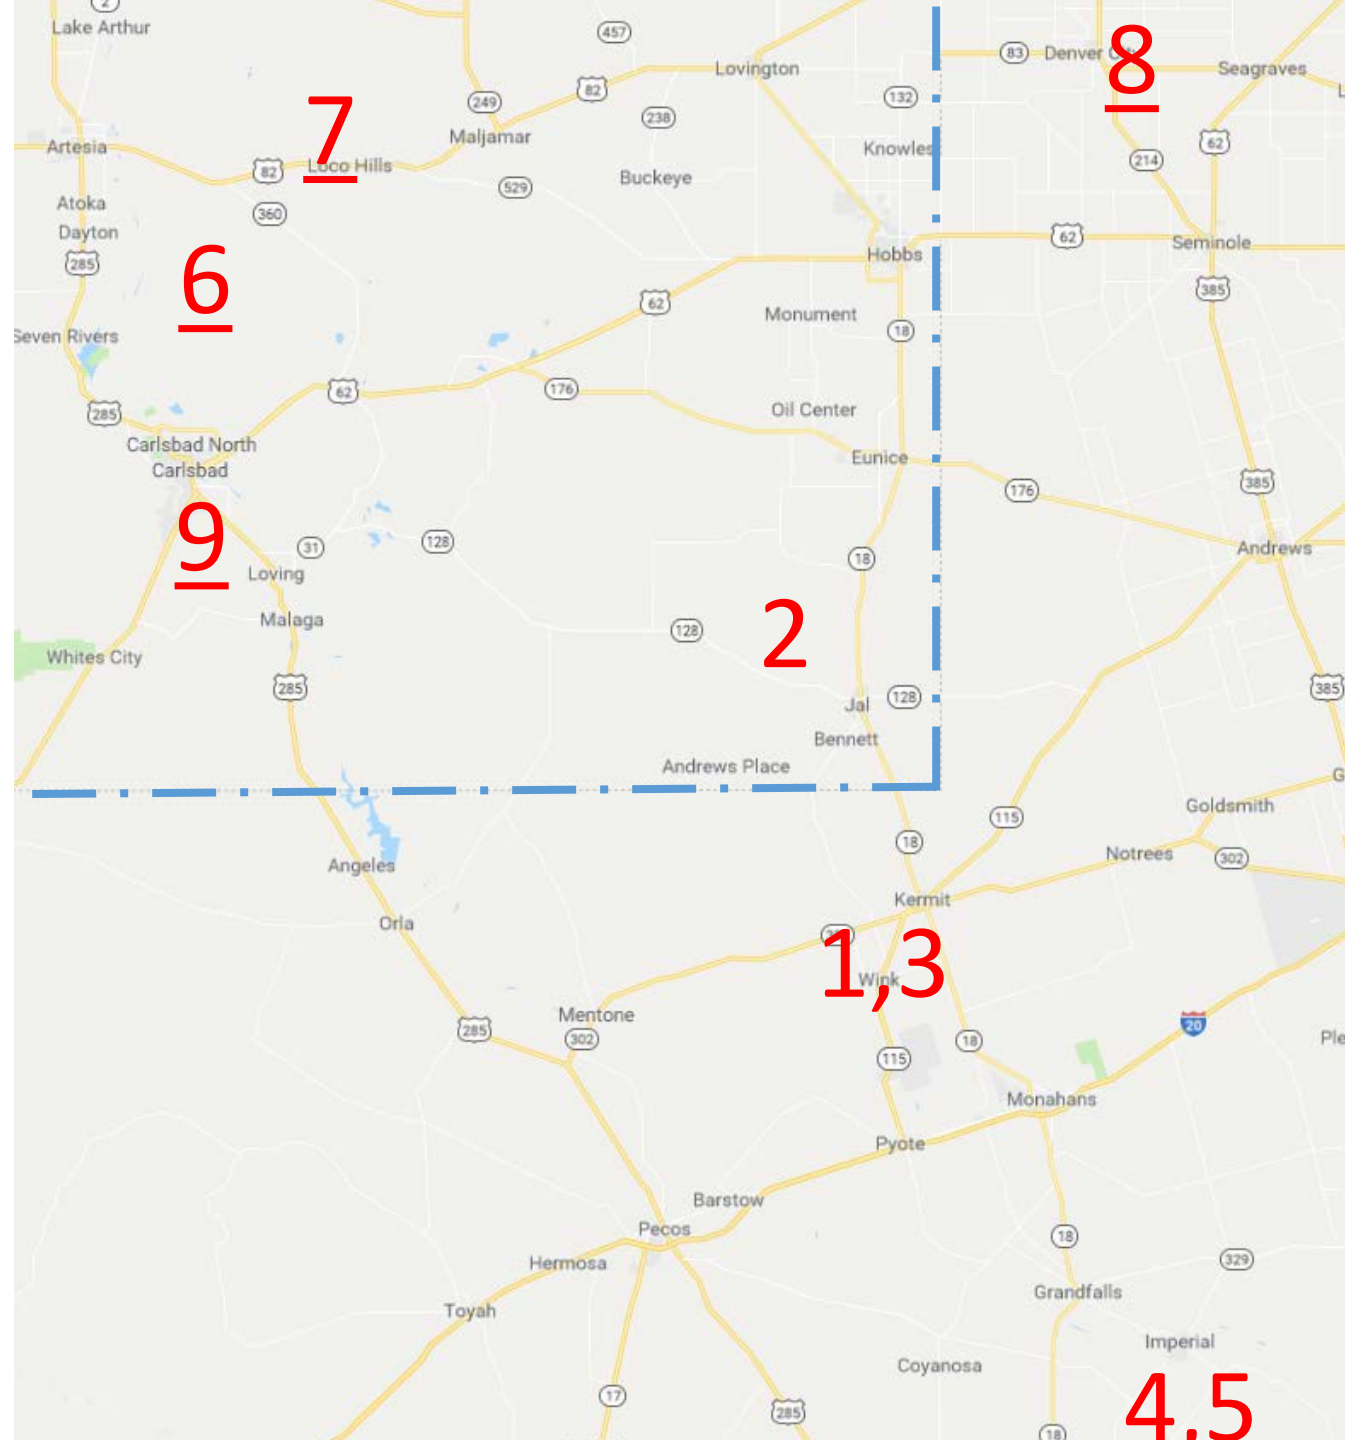 2
Lake Arthur
457
83
Denver
8
Lovington
Seagraves
249
82
132
238
7
Maljamar
62
Artesia
Knowles
214
82
Loco Hills
529
Buckeye
Atoka
360
Dayton
62
Seminole
285
Hobbs
6
385
62
Monument
18
Seven Rivers
62
176
285
Oil Center
Carlsbad North
Eunice
Carlsbad
385
176
9
31
128
Andrews
18
Loving
Malaga
128
2
Whites City
285
128
385
Jal
Bennett
Andrews Place
Goldsmith
115
18
Notrees
302
Angeles
Kermit
Orla
1,3
Wink
Mentone
285
302
20
18
115
Monahans
Pyote
Barstow
Pecos
18
Hermosa
329
Grandfalls
Toyah
Imperial
Coyanosa
17
285
4,5
18